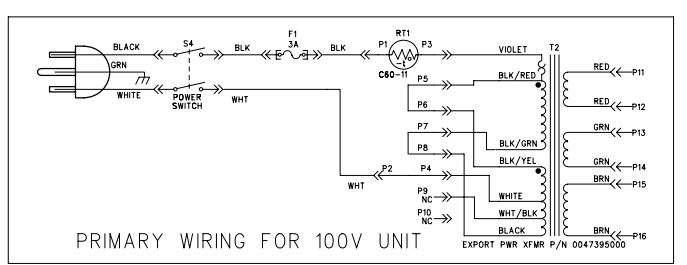 BLACK
S4
BLK
F1
3A
BLK
P1
RT1
P3
VIOLET
T2
GRN
-t
C60-11
P5
BLK/RED
RED
P11
WHITE
POWER
SWITCH
WHT
P6
RED
P12
P7
GRN
P13
P8
BLK/GRN
BLK/YEL
GRN
P14
WHT
P2
P4
BRN
P15
P9
NC
WHITE
P10
NC
WHT/BLK
BLACK
BRN
P16
PRIMARY WIRING FOR 100V UNIT
EXPORT PWR XFMR P/N 0047395000